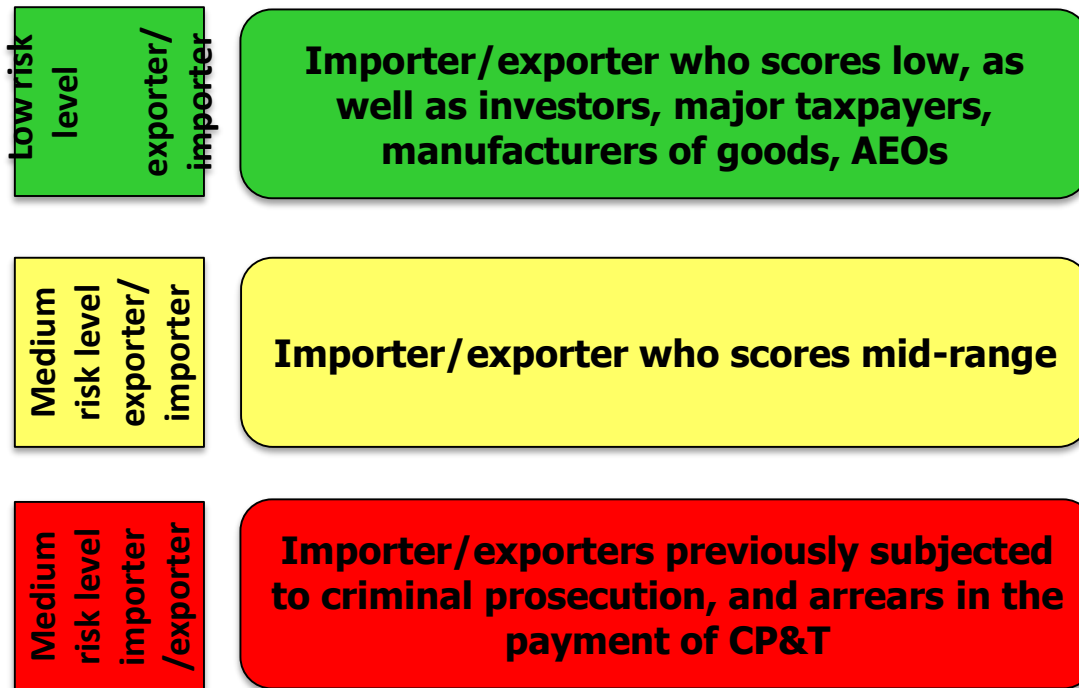 Low risk
level
exporter/
importer
Importer/exporter who scores low, as
well as investors, major taxpayers,
manufacturers of goods, AEOs
Medium
risk level
exporter/
importer
Importer/exporter who scores mid-range
Medium
risk level
importer
/exporter
Importer/exporters previously subjected
to criminal prosecution, and arrears in the
payment of CP&T